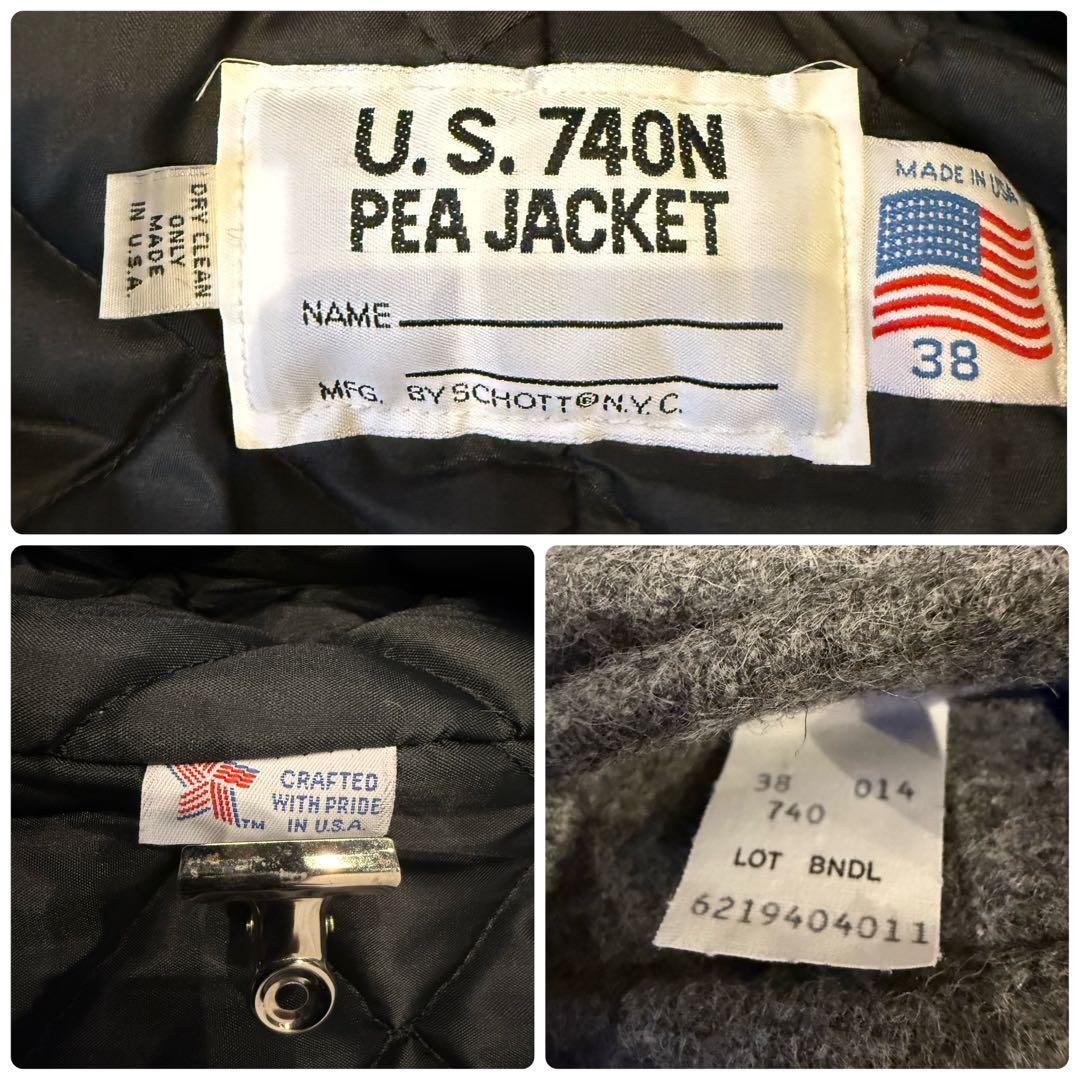 U.S. 740N
PEA JACKET
NAME
MFG. BY SCHOTT® N.Y.C.
DRY CLEAN
ONLY
MADE
IN U.S.A.
MADE IN USA
38
CRAFTED
WITH PRIDE
IN U.S.A.
TM
38 014
740
LOT BNDL
6219404011